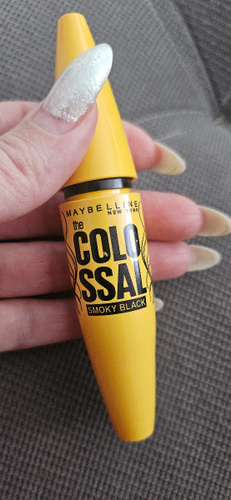 MAYBELLINE
NEW YORK
the
COLO
SSAL
SMOKY BLACK